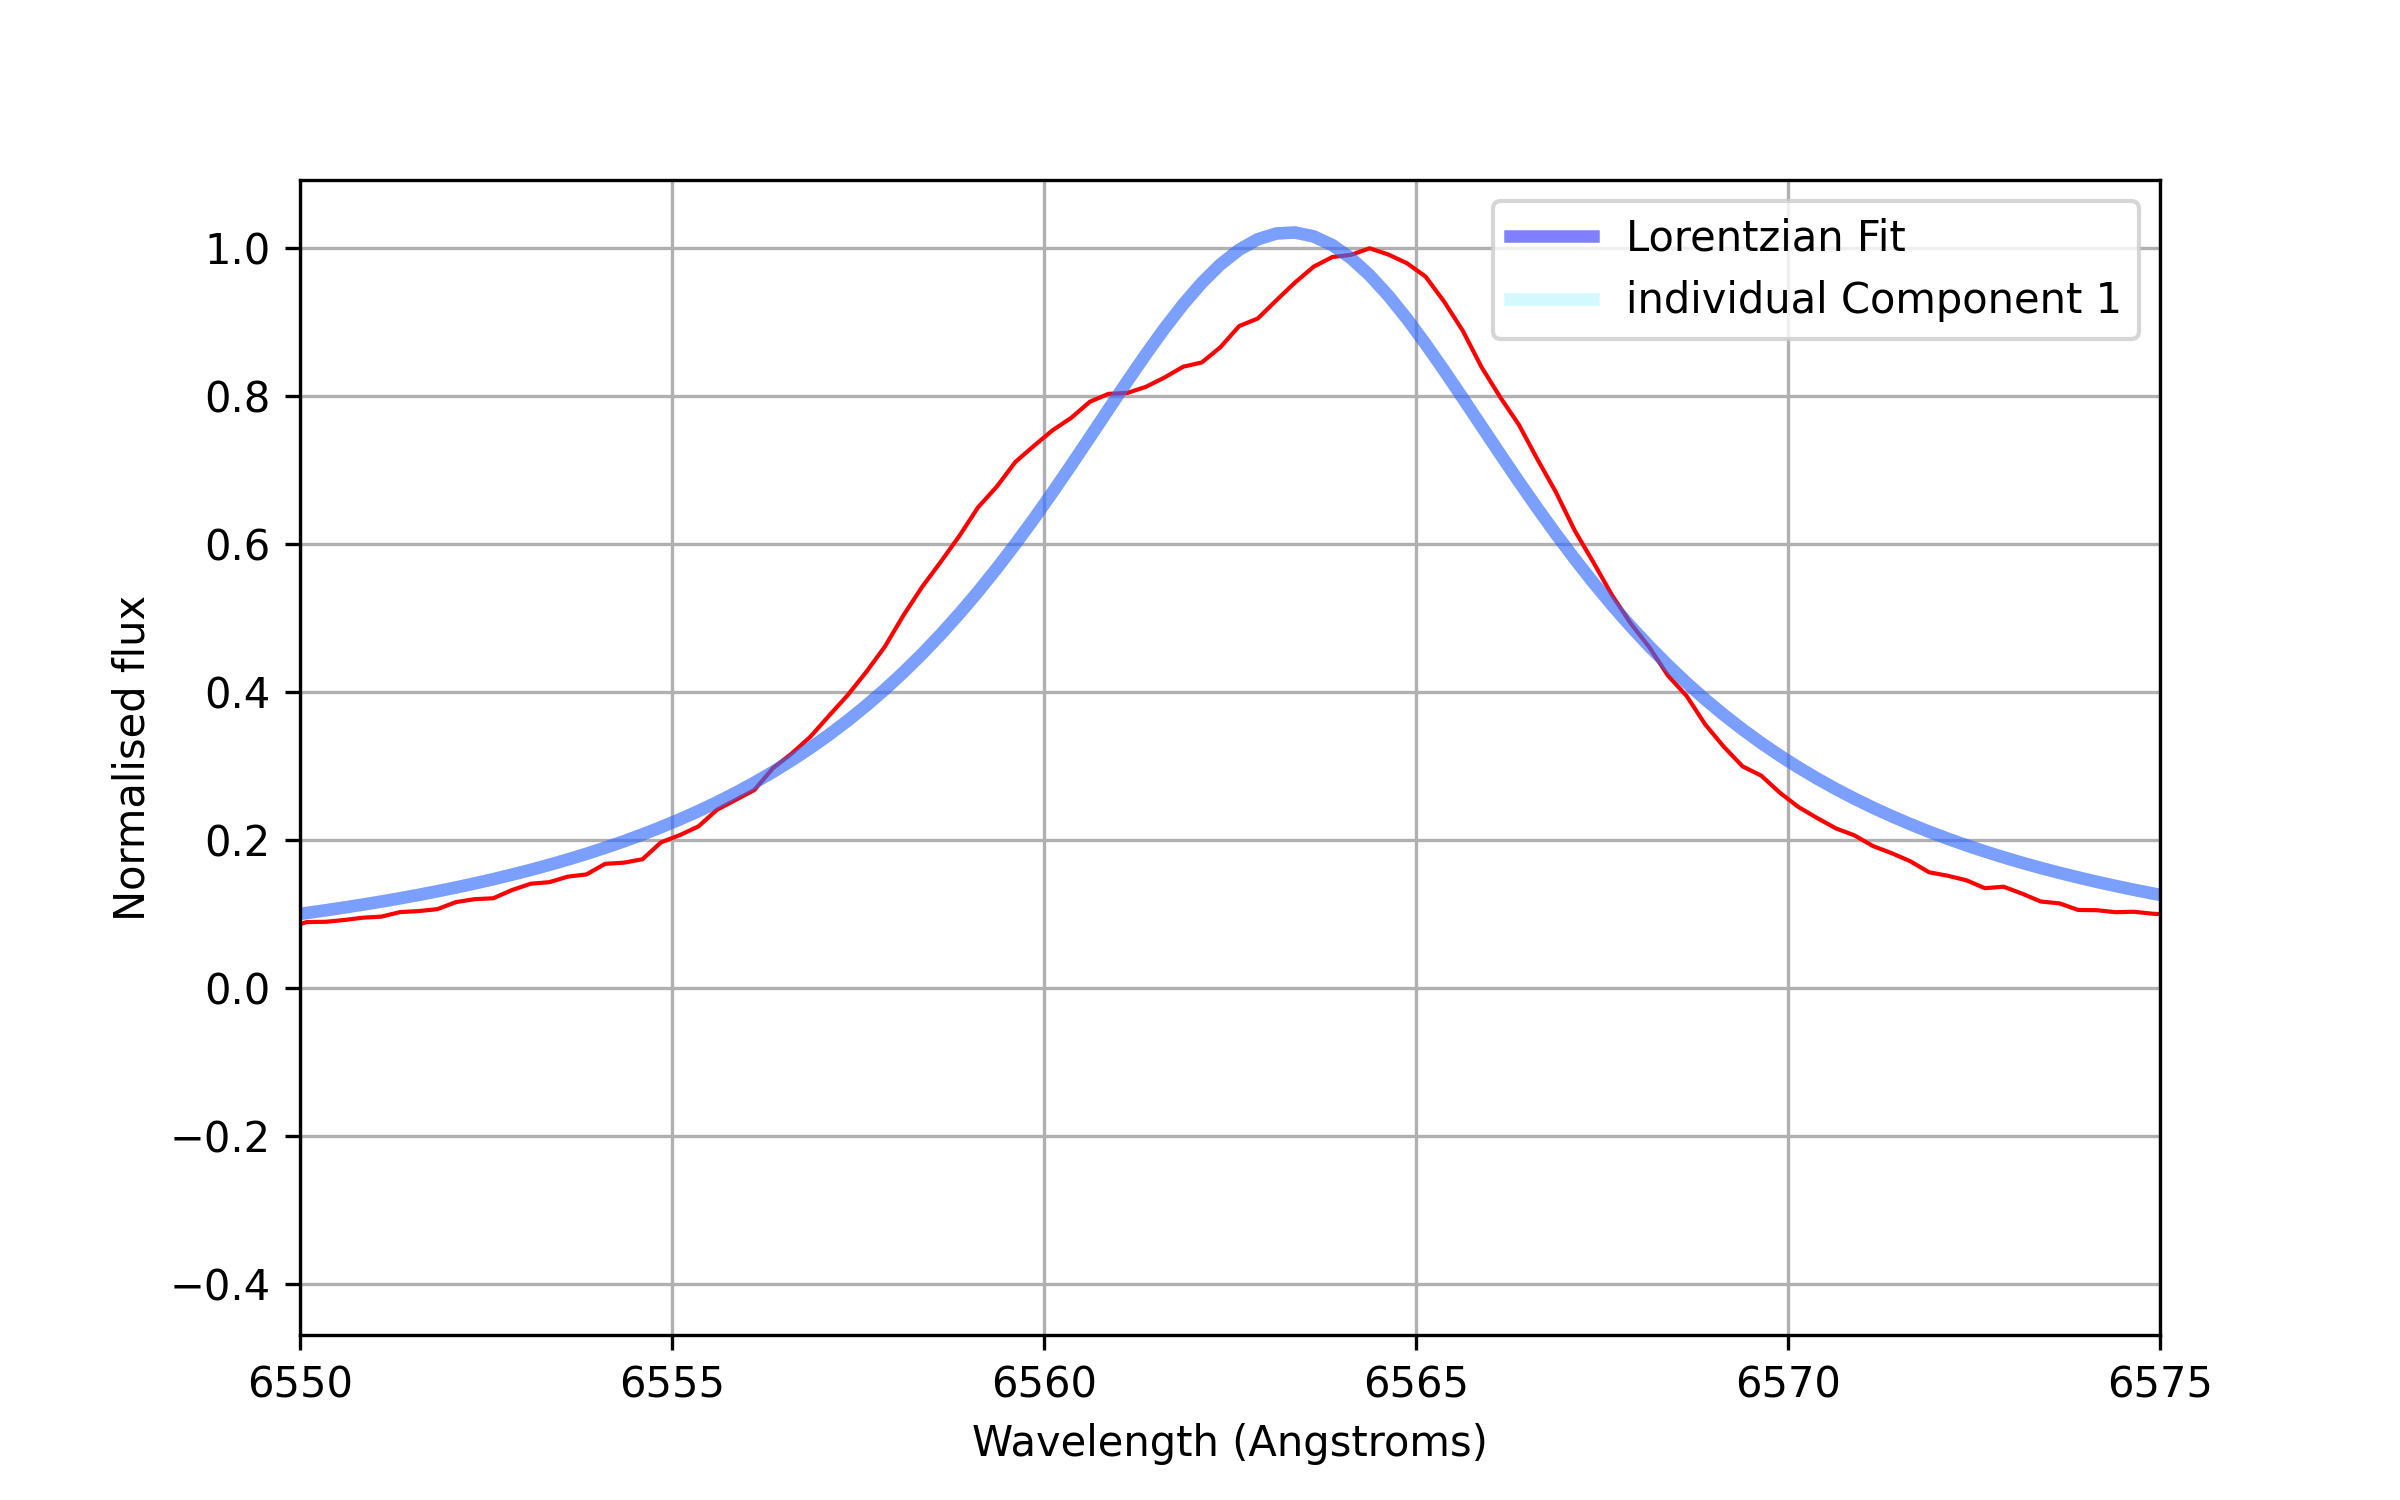 Lorentzian Fit
individual Component 1
1.0
0.8
0.6
0.4
0.2
0.0
−0.2
−0.4
Normalised flux
6550 6555 6560 6565 6570 6575
Wavelength (Angstroms)